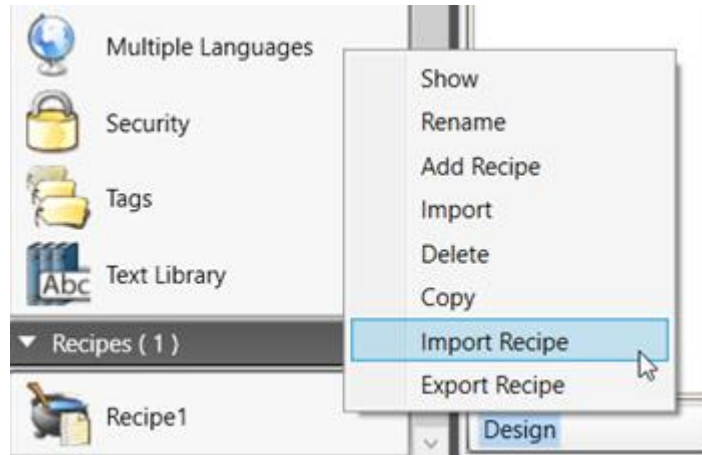 Multiple Languages
Security
Tags
Abc
Text Library
Recipes ( 1 )
Recipe1
Show
Rename
Add Recipe
Import
Delete
Copy
Import Recipe
Export Recipe
Design